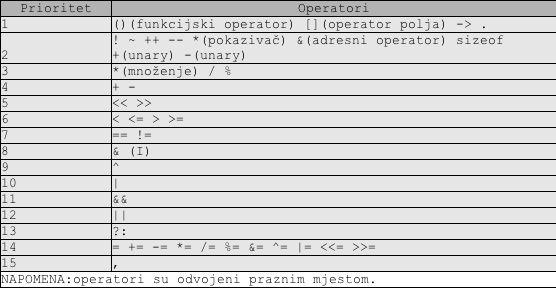 Prioritet Operatori
1 ()(funkcijski operator) [](operator polja) -> .
! ~ ++ -- *(pokazivač) &(adresni operator) sizeof
2 +(unary) -(unary)
3 *(množenje) / %
4 + -
5 << >>
6 < <= > >=
7 == !=
8 & (I)
9 ^
10 |
11 &&
12 ||
13 ?:
14 = += -= *= /= %= &= ^= |= <<= >>=
15 ,
NAPOMENA:operatori su odvojeni praznim mjestom.